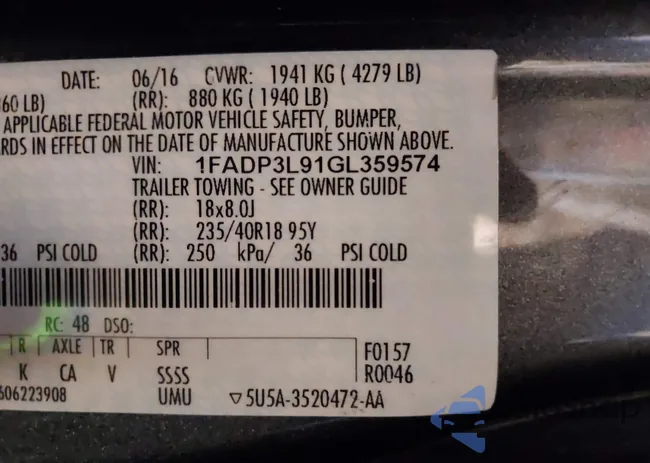 DATE: 06/16 CVWR: 1941 KG ( 4279 LB)
60 LB) (RR): 880 KG ( 1940 LB)
APPLICABLE FEDERAL MOTOR VEHICLE SAFETY, BUMPER,
RDS IN EFFECT ON THE DATE OF MANUFACTURE SHOWN ABOVE.
VIN: 1FADP3L91GL359574
TRAILER TOWING - SEE OWNER GUIDE
(RR): 18x8.0J
(RR): 235/40R18 95Y
36 PSI COLD (RR): 250 kPa/ 36 PSI COLD
RC: 48 DSO:
R AXLE TR SPR F0157
K CA V SSSS R0046
606223908 UMU ▽5U5A-3520472-AA